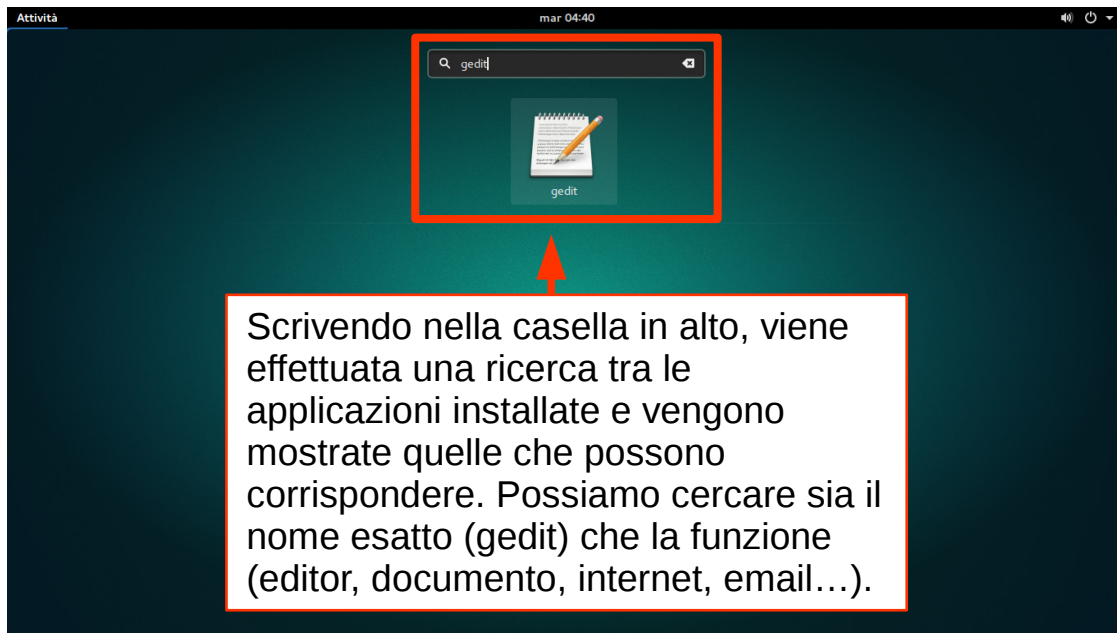 Attività
mar 04:40
gedit
gedit
Scrivendo nella casella in alto, viene
effettuata una ricerca tra le
applicazioni installate e vengono
mostrate quelle che possono
corrispondere. Possiamo cercare sia il
nome esatto (gedit) che la funzione
(editor, documento, internet, email…).